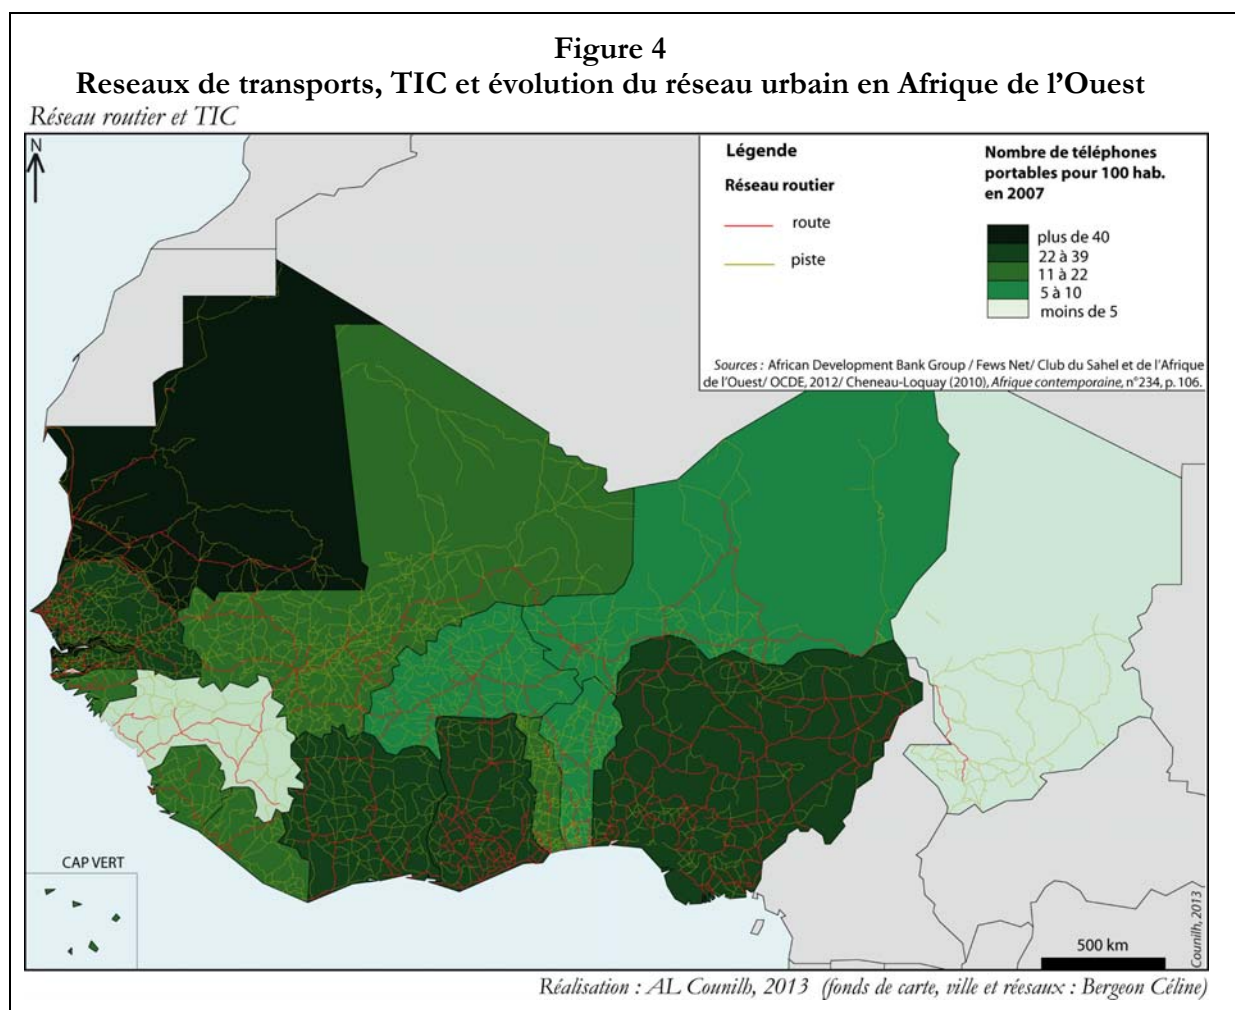 Figure 4
Reseaux de transports, TIC et évolution du réseau urbain en Afrique de l'Ouest
Réseau routier et TIC
N
Légende
Réseau routier
route
piste
Nombre de téléphones
portables pour 100 hab.
en 2007
plus de 40
22 à 39
11 à 22
5 à 10
moins de 5
Sources : African Development Bank Group / Fews Net/ Club du Sahel et de l'Afrique
de l'Ouest/ OCDE, 2012/ Cheneau-Loquay (2010), Afrique contemporaine, n°234, p. 106.
CAP VERT
500 km
Counilh, 2013
Réalisation : AL Counilh, 2013 (fonds de carte, ville et réesaux : Bergeon Céline)